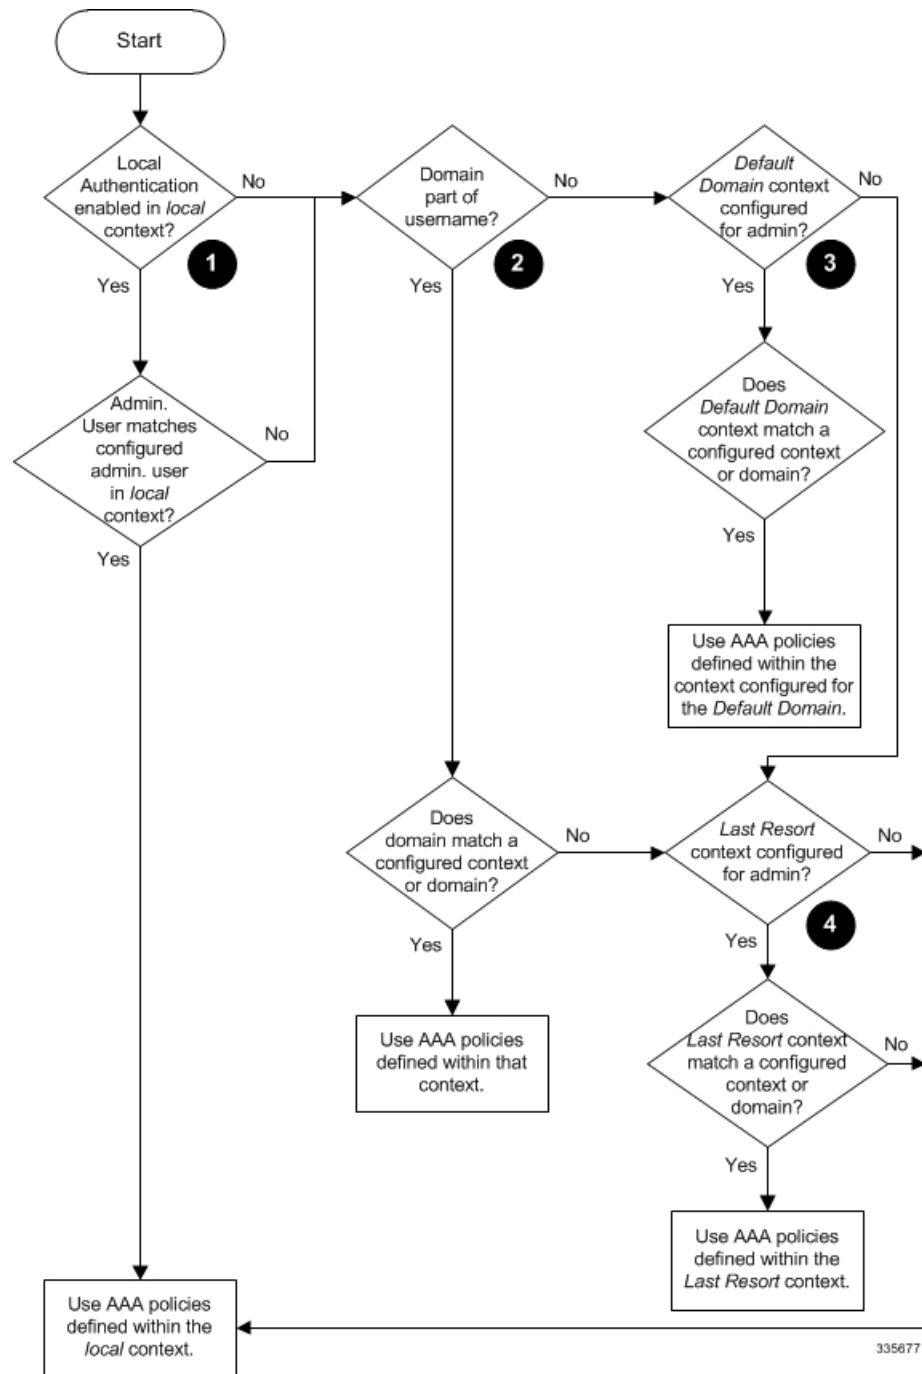 Start
Local
Authentication
enabled in local
context?
No
1
Yes
Domain
part of
username?
No
2
Yes
Default
Domain context
configured
for admin?
No
3
Yes
Admin.
User matches
configured
admin. user
in local
context?
No
Yes
Does
Default Domain
context match a
configured context
or domain?
Yes
Use AAA policies
defined within the
context configured for
the Default Domain.
Does
domain match a
configured context
or domain?
No
Yes
Last Resort
context configured
for admin?
No
4
Yes
Use AAA policies
defined within that
context.
Does
Last Resort context
match a configured
context or
domain?
No
Yes
Use AAA policies
defined within the
Last Resort context.
Use AAA policies
defined within the
local context.
335677